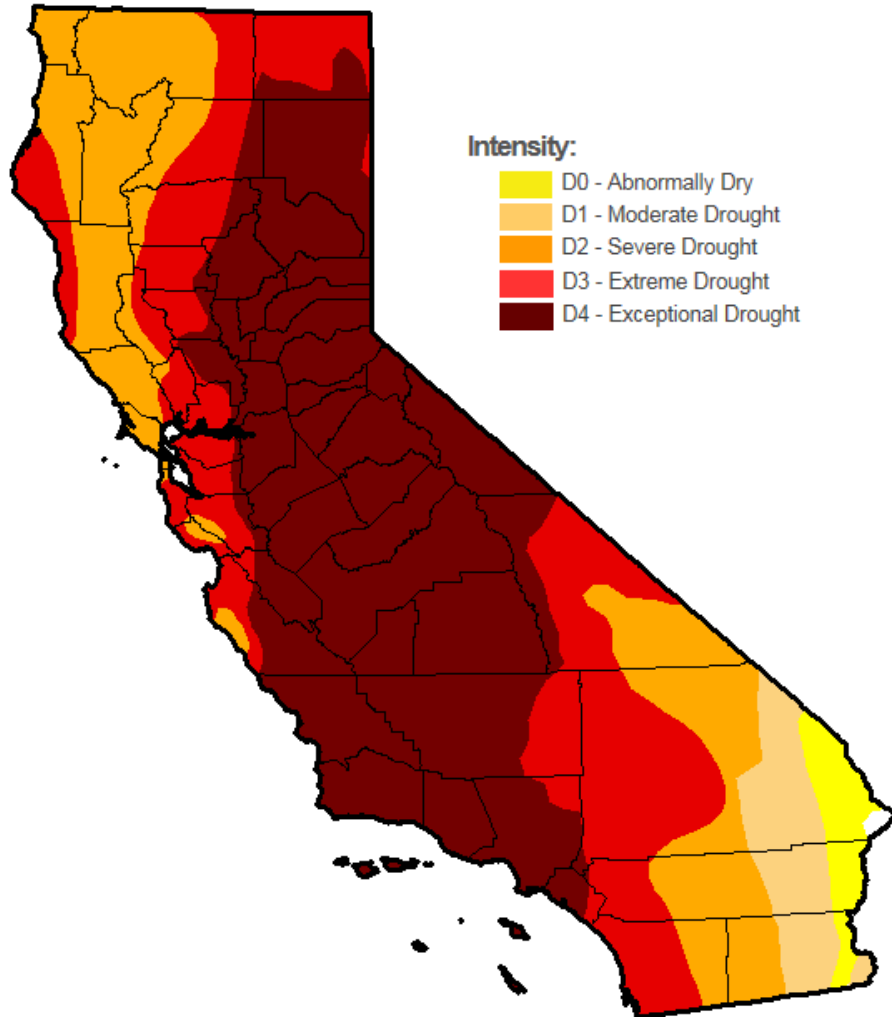 Intensity:
D0 - Abnormally Dry
D1 - Moderate Drought
D2 - Severe Drought
D3 - Extreme Drought
D4 - Exceptional Drought